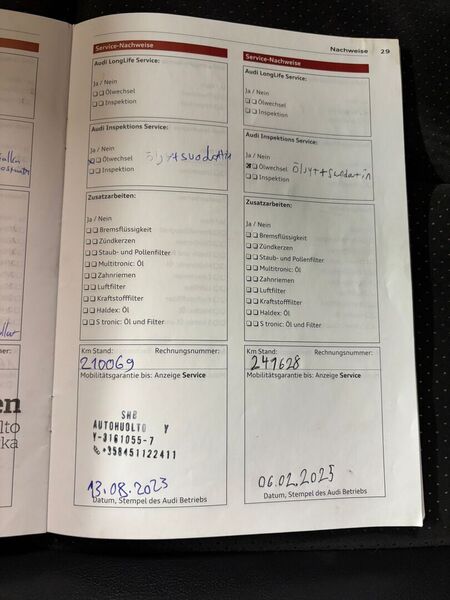 Nachweise 29
Service-Nachweise
Audi LongLife Service:
Ja / Nein
Ölwechsel
Inspektion
Audi Inspektions Service:
Ja / Nein
Ölwechsel öljyt+suodattin
Inspektion
Zusatzarbeiten:
Ja / Nein
Bremsflüssigkeit
Zündkerzen
Staub- und Pollenfilter
Multitronic: Öl
Zahnriemen
Luftfilter
Kraftstofffilter
Haldex: Öl
S tronic: Öl und Filter
Km Stand: Rechnungsnummer:
210069
Mobilitätsgarantie bis: Anzeige Service
AUTOHUOLTO Y
Y-3161055-7
+358451122411
13.08.2023
Datum, Stempel des Audi Betriebs
Service-Nachweise
Audi LongLife Service:
Ja / Nein
Ölwechsel
Inspektion
Audi Inspektions Service:
Ja / Nein
Ölwechsel
Inspektion
Zusatzarbeiten:
Ja / Nein
Bremsflüssigkeit
Zündkerzen
Staub- und Pollenfilter
Multitronic: Öl
Zahnriemen
Luftfilter
Kraftstofffilter
Haldex: Öl
S tronic: Öl und Filter
Km Stand: Rechnungsnummer:
241628
Mobilitätsgarantie bis: Anzeige Service
06.02.2025
Datum, Stempel des Audi Betriebs